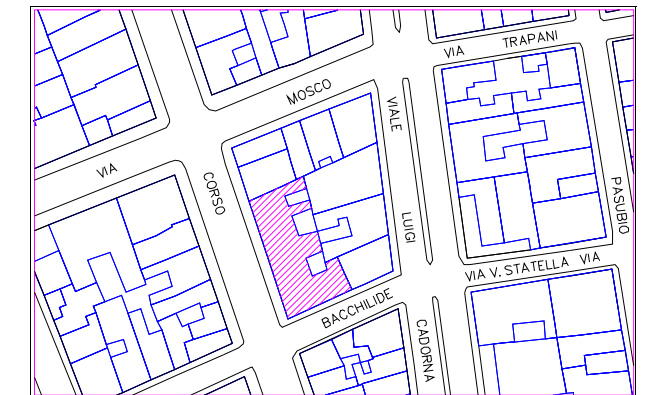 VIA TRAPANI
VIA MOSCO
VIALE LUIGI CADORNA
CORSO
PASUBIO
VIA V. STATELLA VIA
BACCHILIDE